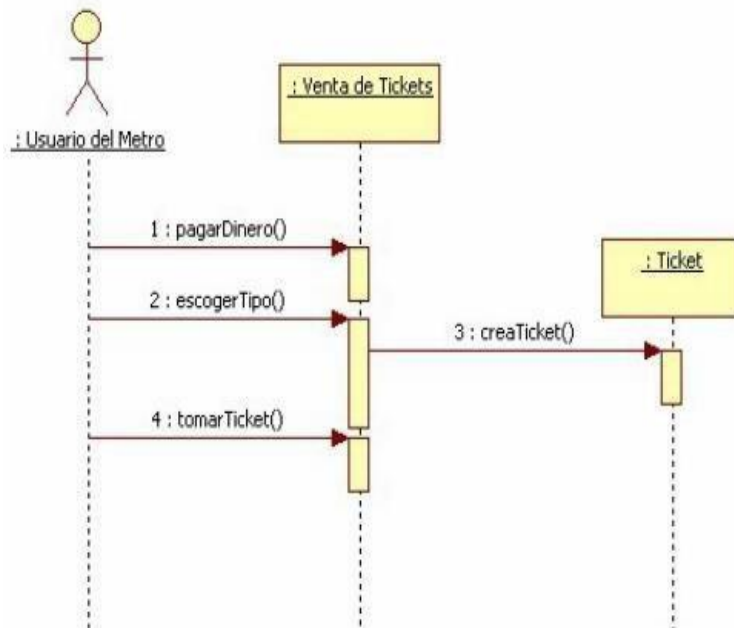 : Venta de Tickets
: Usuario del Metro
1 : pagarDinero()
: Ticket
2 : escogerTipo()
3 : creaTicket()
4 : tomarTicket()